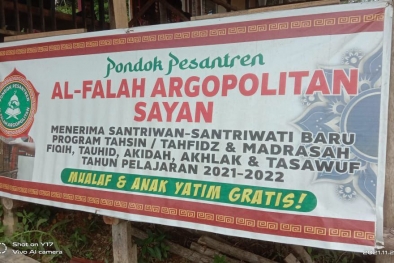 Pondok Pesantren
AL-FALAH ARGOPOLITAN
SAYAN
MENERIMA SANTRIWAN-SANTRIWATI BARU
PROGRAM TAHSIN / TAHFIDZ & MADRASAH
FIQIH, TAUHID, AKIDAH, AKHLAK & TASAWUF
TAHUN PELAJARAN 2021-2022
MUALAF & ANAK YATIM GRATIS!
Shot on Y17
Vivo AI camera